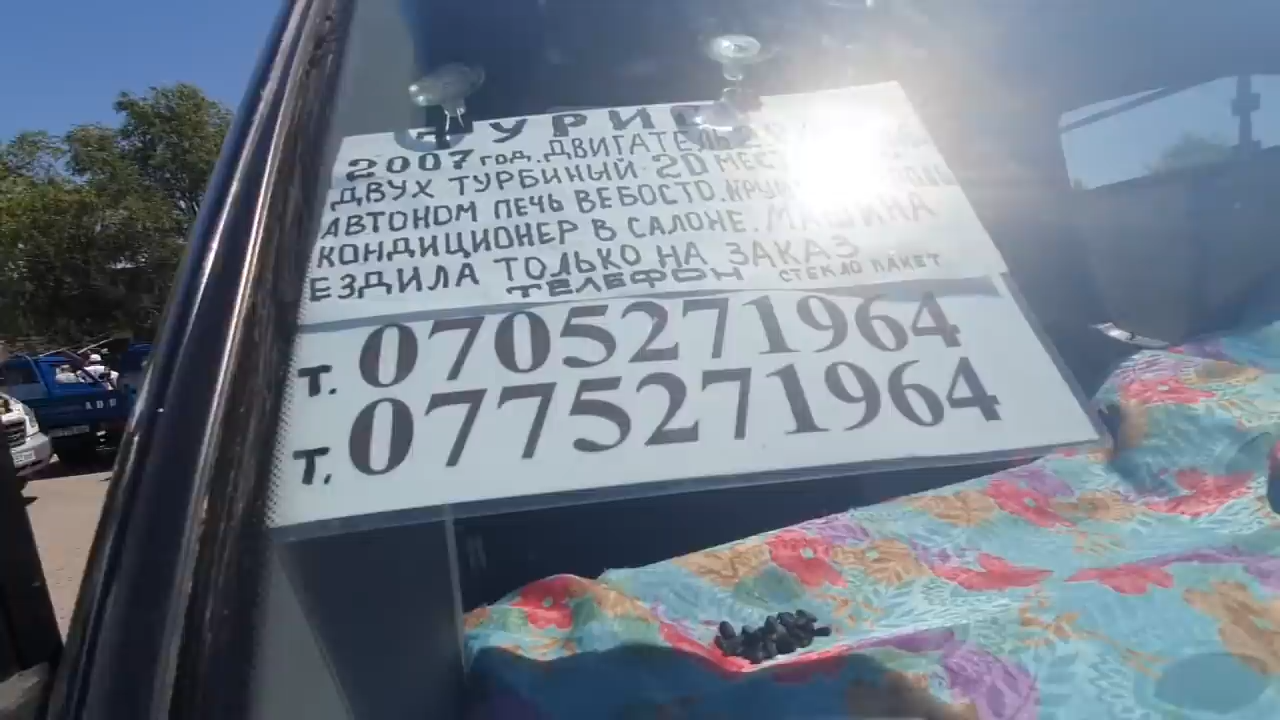 ТУРИС
2007 год. ДВИГАТЕЛЬ
ДВУХ ТУРБИНЫЙ 20 МЕСТ
АВТОНОМ ПЕЧЬ ВЕБОСТО.
КОНДИЦИОНЕР В САЛОНЕ. МАШИНА
ЕЗДИЛА ТОЛЬКО НА ЗАКАЗ
ТЕЛЕФОН СТЕКЛО ПАКЕТ
Т. 0705271964
Т. 0775271964